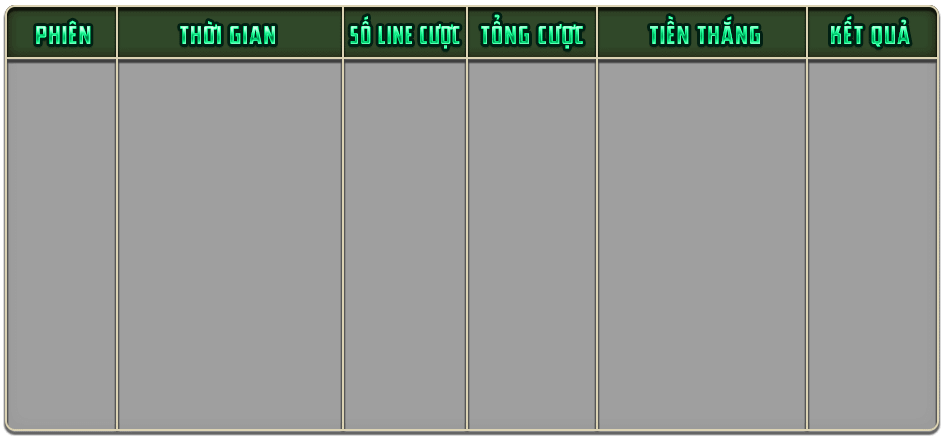 PHIÊN THỜI GIAN SỐ LINE CƯỢC TỔNG CƯỢC TIỀN THẮNG KẾT QUẢ